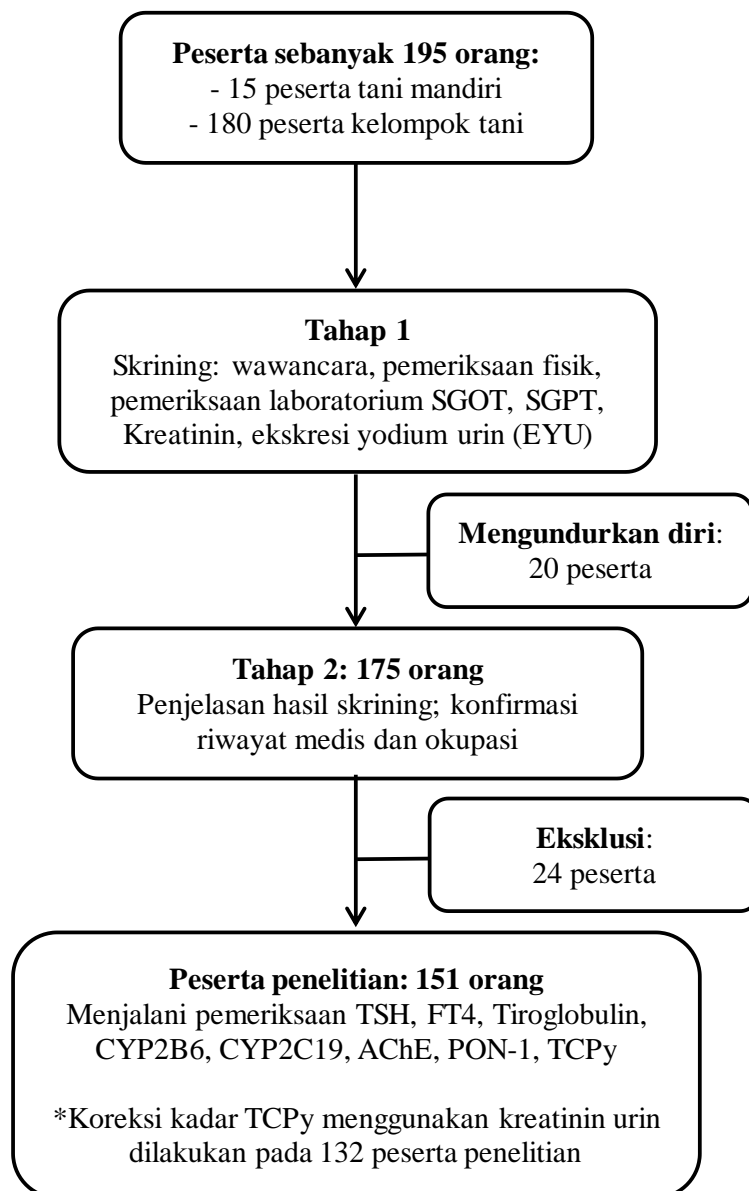 Peserta sebanyak 195 orang:
- 15 peserta tani mandiri
- 180 peserta kelompok tani
Tahap 1
Skrining: wawancara, pemeriksaan fisik,
pemeriksaan laboratorium SGOT, SGPT,
Kreatinin, ekskresi yodium urin (EYU)
Mengundurkan diri:
20 peserta
Tahap 2: 175 orang
Penjelasan hasil skrining; konfirmasi
riwayat medis dan okupasi
Eksklusi:
24 peserta
Peserta penelitian: 151 orang
Menjalani pemeriksaan TSH, FT4, Tiroglobulin,
CYP2B6, CYP2C19, AChE, PON-1, TCPy
*Koreksi kadar TCPy menggunakan kreatinin urin
dilakukan pada 132 peserta penelitian